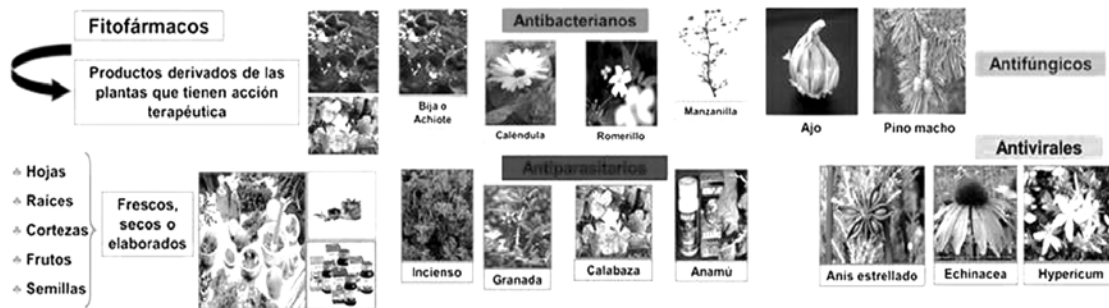 Fitofármacos
Productos derivados de las
plantas que tienen acción
terapéutica
Hojas
Raíces
Cortezas
Frutos
Semillas
Frescos,
secos o
elaborados
Antibacterianos
Bija o
Achiote
Caléndula
Romerillo
Manzanilla
Ajo
Pino macho
Antifúngicos
Antiparasitarios
Incienso
Granada
Calabaza
Anamú
Antivirales
Anís estrellado
Echinacea
Hypericum